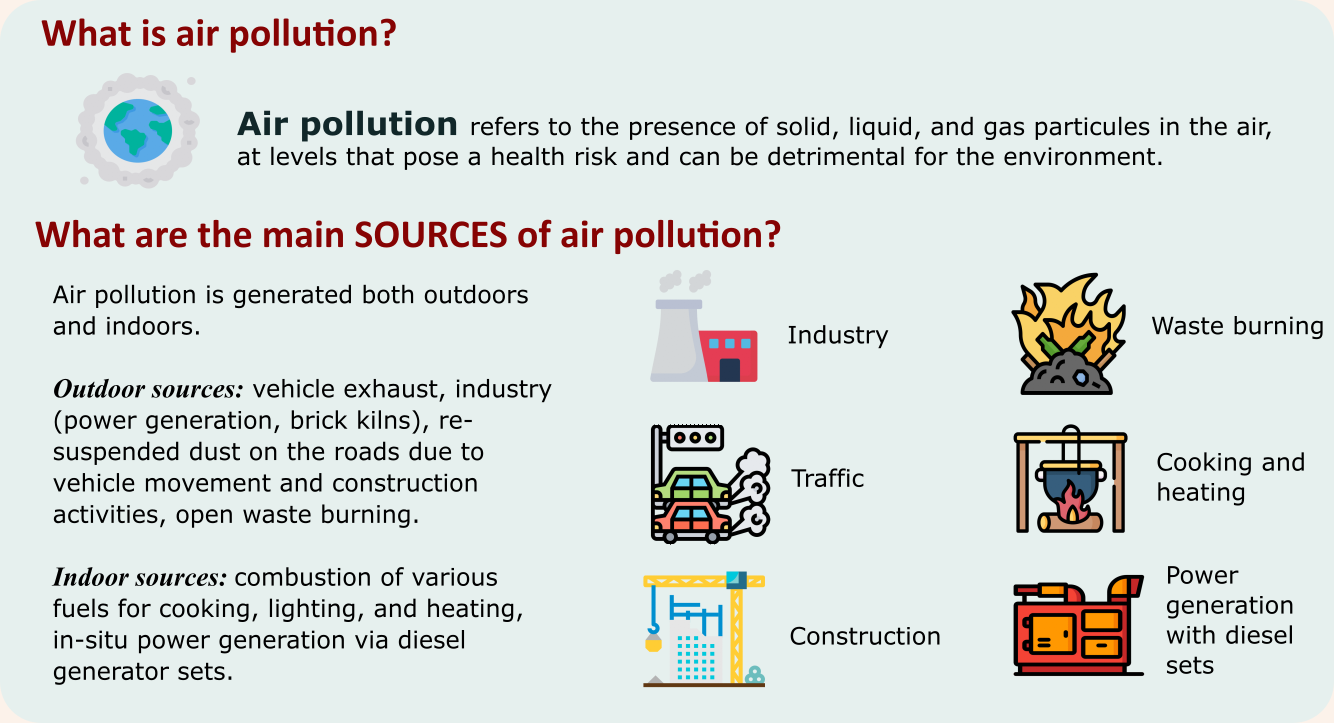 What is air pollution?
Air pollution refers to the presence of solid, liquid, and gas particules in the air,
at levels that pose a health risk and can be detrimental for the environment.
What are the main SOURCES of air pollution?
Air pollution is generated both outdoors
and indoors.
Outdoor sources: vehicle exhaust, industry
(power generation, brick kilns), re-
suspended dust on the roads due to
vehicle movement and construction
activities, open waste burning.
Indoor sources: combustion of various
fuels for cooking, lighting, and heating,
in-situ power generation via diesel
generator sets.
Industry
Traffic
Construction
Waste burning
Cooking and
heating
Power
generation
with diesel
sets